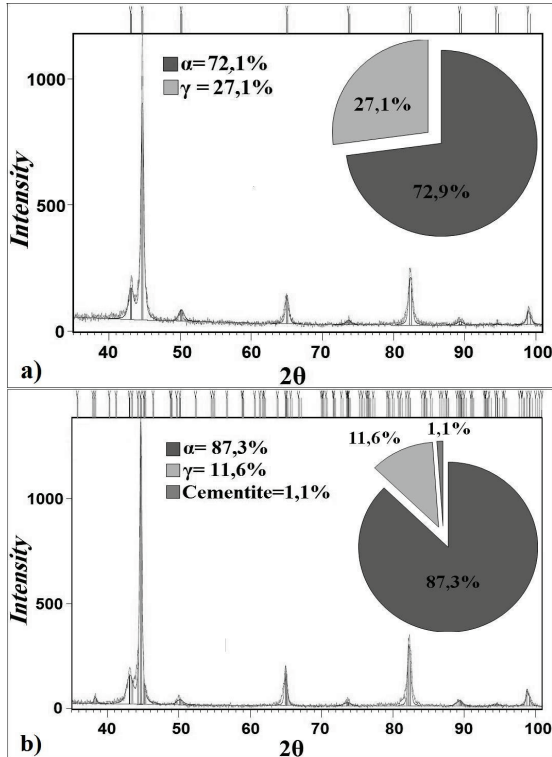 1000
500
0
Intensity
α= 72,1%
γ = 27,1%
27,1%
72,9%
40 50 60 70 80 90 100
2θ
a)
1000
500
0
Intensity
α= 87,3%
γ= 11,6%
Cementite=1,1%
11,6%
1,1%
87,3%
40 50 60 70 80 90 100
2θ
b)